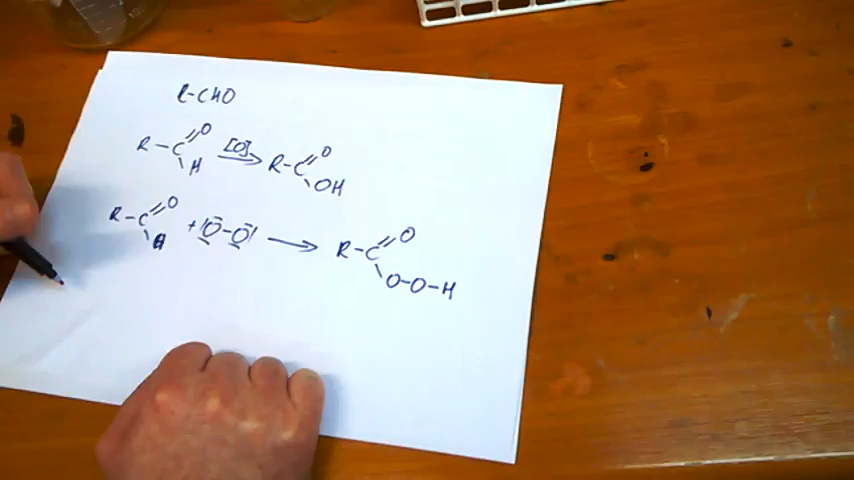 R-CHO
R-C=O
H [O] → R-C=O
OH
R-C=O
H + |O-O| → R-C=O
O-O-H